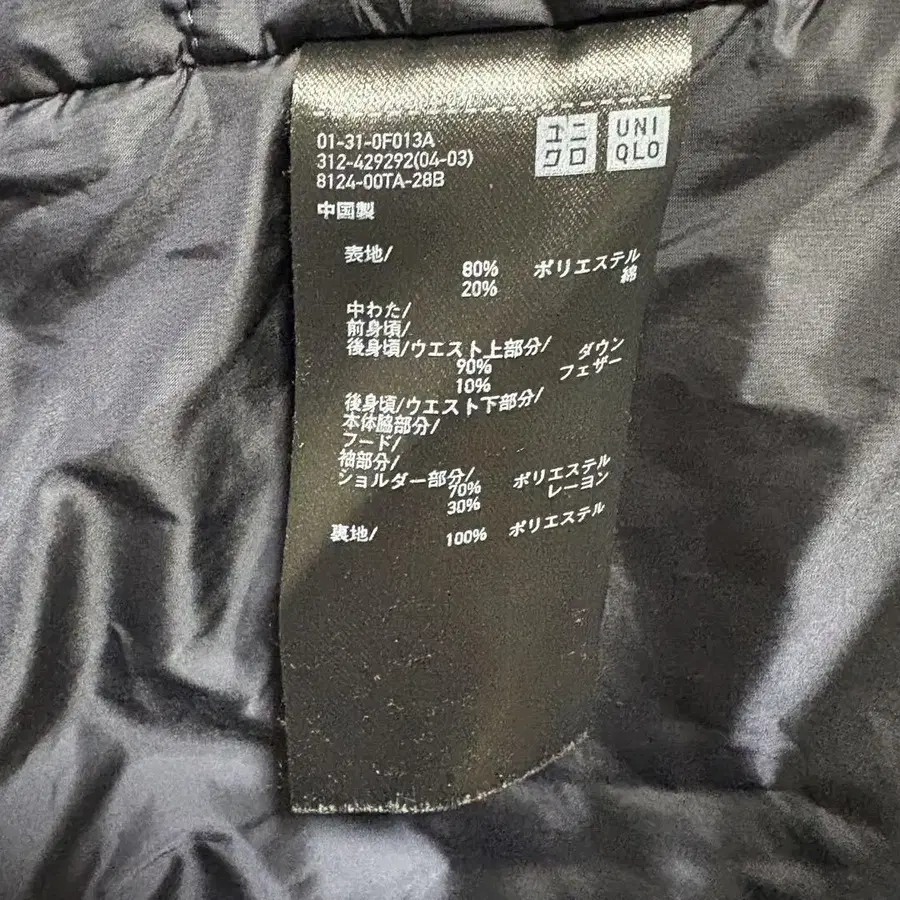 01-31-0F013A
312-429292(04-03)
8124-00TA-28B
ユニクロ
UNIQLO
中国製
表地/
80% ポリエステル
20% 綿
中わた/
前身頃/
後身頃/ウエスト上部分/
90% ダウン
10% フェザー
後身頃/ウエスト下部分/
本体脇部分/
フード/
袖部分/
ショルダー部分/
70% ポリエステル
30% レーヨン
裏地/
100% ポリエステル